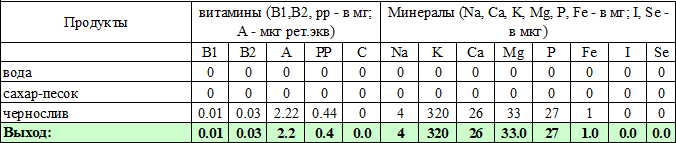 Продукты витамины (B1,B2, pp - в мг; Минералы (Na, Ca, K, Mg, P, Fe - в мг; I, Se -
А - мкг рет.экв) в мкг)
B1 B2 A PP C Na K Ca Mg P Fe I Se
вода 0 0 0 0 0 0 0 0 0 0 0 0 0
сахар-песок 0 0 0 0 0 0 0 0 0 0 0 0 0
чернослив 0.01 0.03 2.22 0.44 0 4 320 26 33 27 1 0 0
Выход: 0.01 0.03 2.2 0.4 0.0 4 320 26 33.0 27 1.0 0.0 0.0